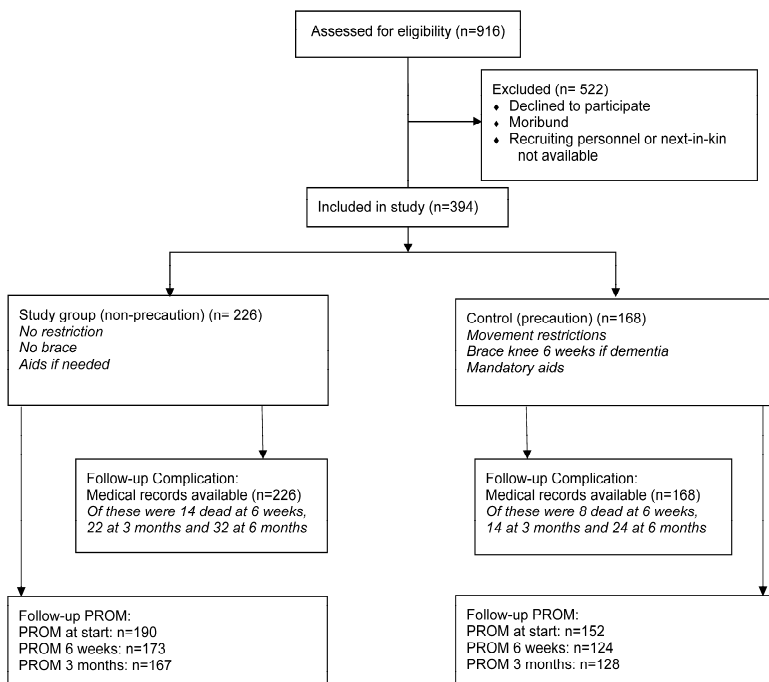 Assessed for eligibility (n=916)
Excluded (n= 522)
♦ Declined to participate
♦ Moribund
♦ Recruiting personnel or next-in-kin
not available
Included in study (n=394)
Study group (non-precaution) (n= 226)
No restriction
No brace
Aids if needed
Control (precaution) (n=168)
Movement restrictions
Brace knee 6 weeks if dementia
Mandatory aids
Follow-up Complication:
Medical records available (n=226)
Of these were 14 dead at 6 weeks,
22 at 3 months and 32 at 6 months
Follow-up Complication:
Medical records available (n=168)
Of these were 8 dead at 6 weeks,
14 at 3 months and 24 at 6 months
Follow-up PROM:
PROM at start: n=190
PROM 6 weeks: n=173
PROM 3 months: n=167
Follow-up PROM:
PROM at start: n=152
PROM 6 weeks: n=124
PROM 3 months: n=128